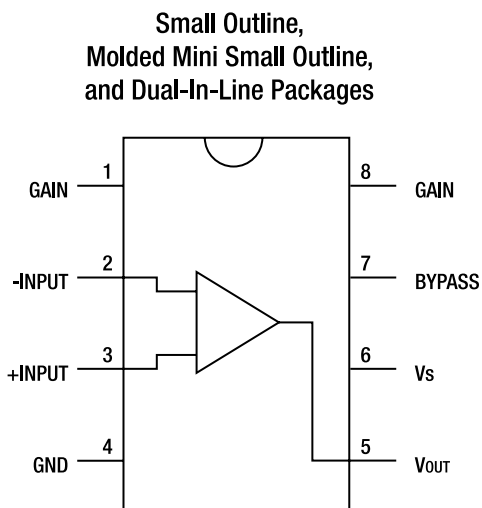 Small Outline,
Molded Mini Small Outline,
and Dual-In-Line Packages
1
GAIN
8
GAIN
2
-INPUT
7
BYPASS
3
+INPUT
6
Vs
4
GND
5
VOUT